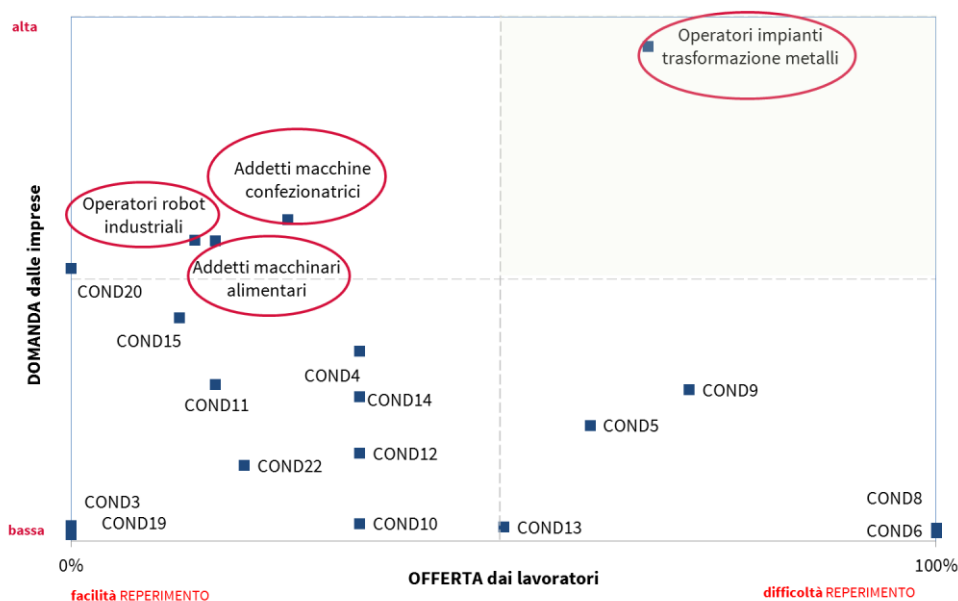 alta
Operatori impianti
trasformazione metalli
Addetti macchine
confezionatrici
Operatori robot
industriali
Addetti macchinari
alimentari
COND20
COND15
COND4
COND11
COND14
COND9
COND5
COND12
COND22
COND3
COND19
COND10
COND13
COND8
COND6
DOMANDA dalle imprese
bassa
0%
100%
OFFERTA dai lavoratori
facilità REPERIMENTO
difficoltà REPERIMENTO